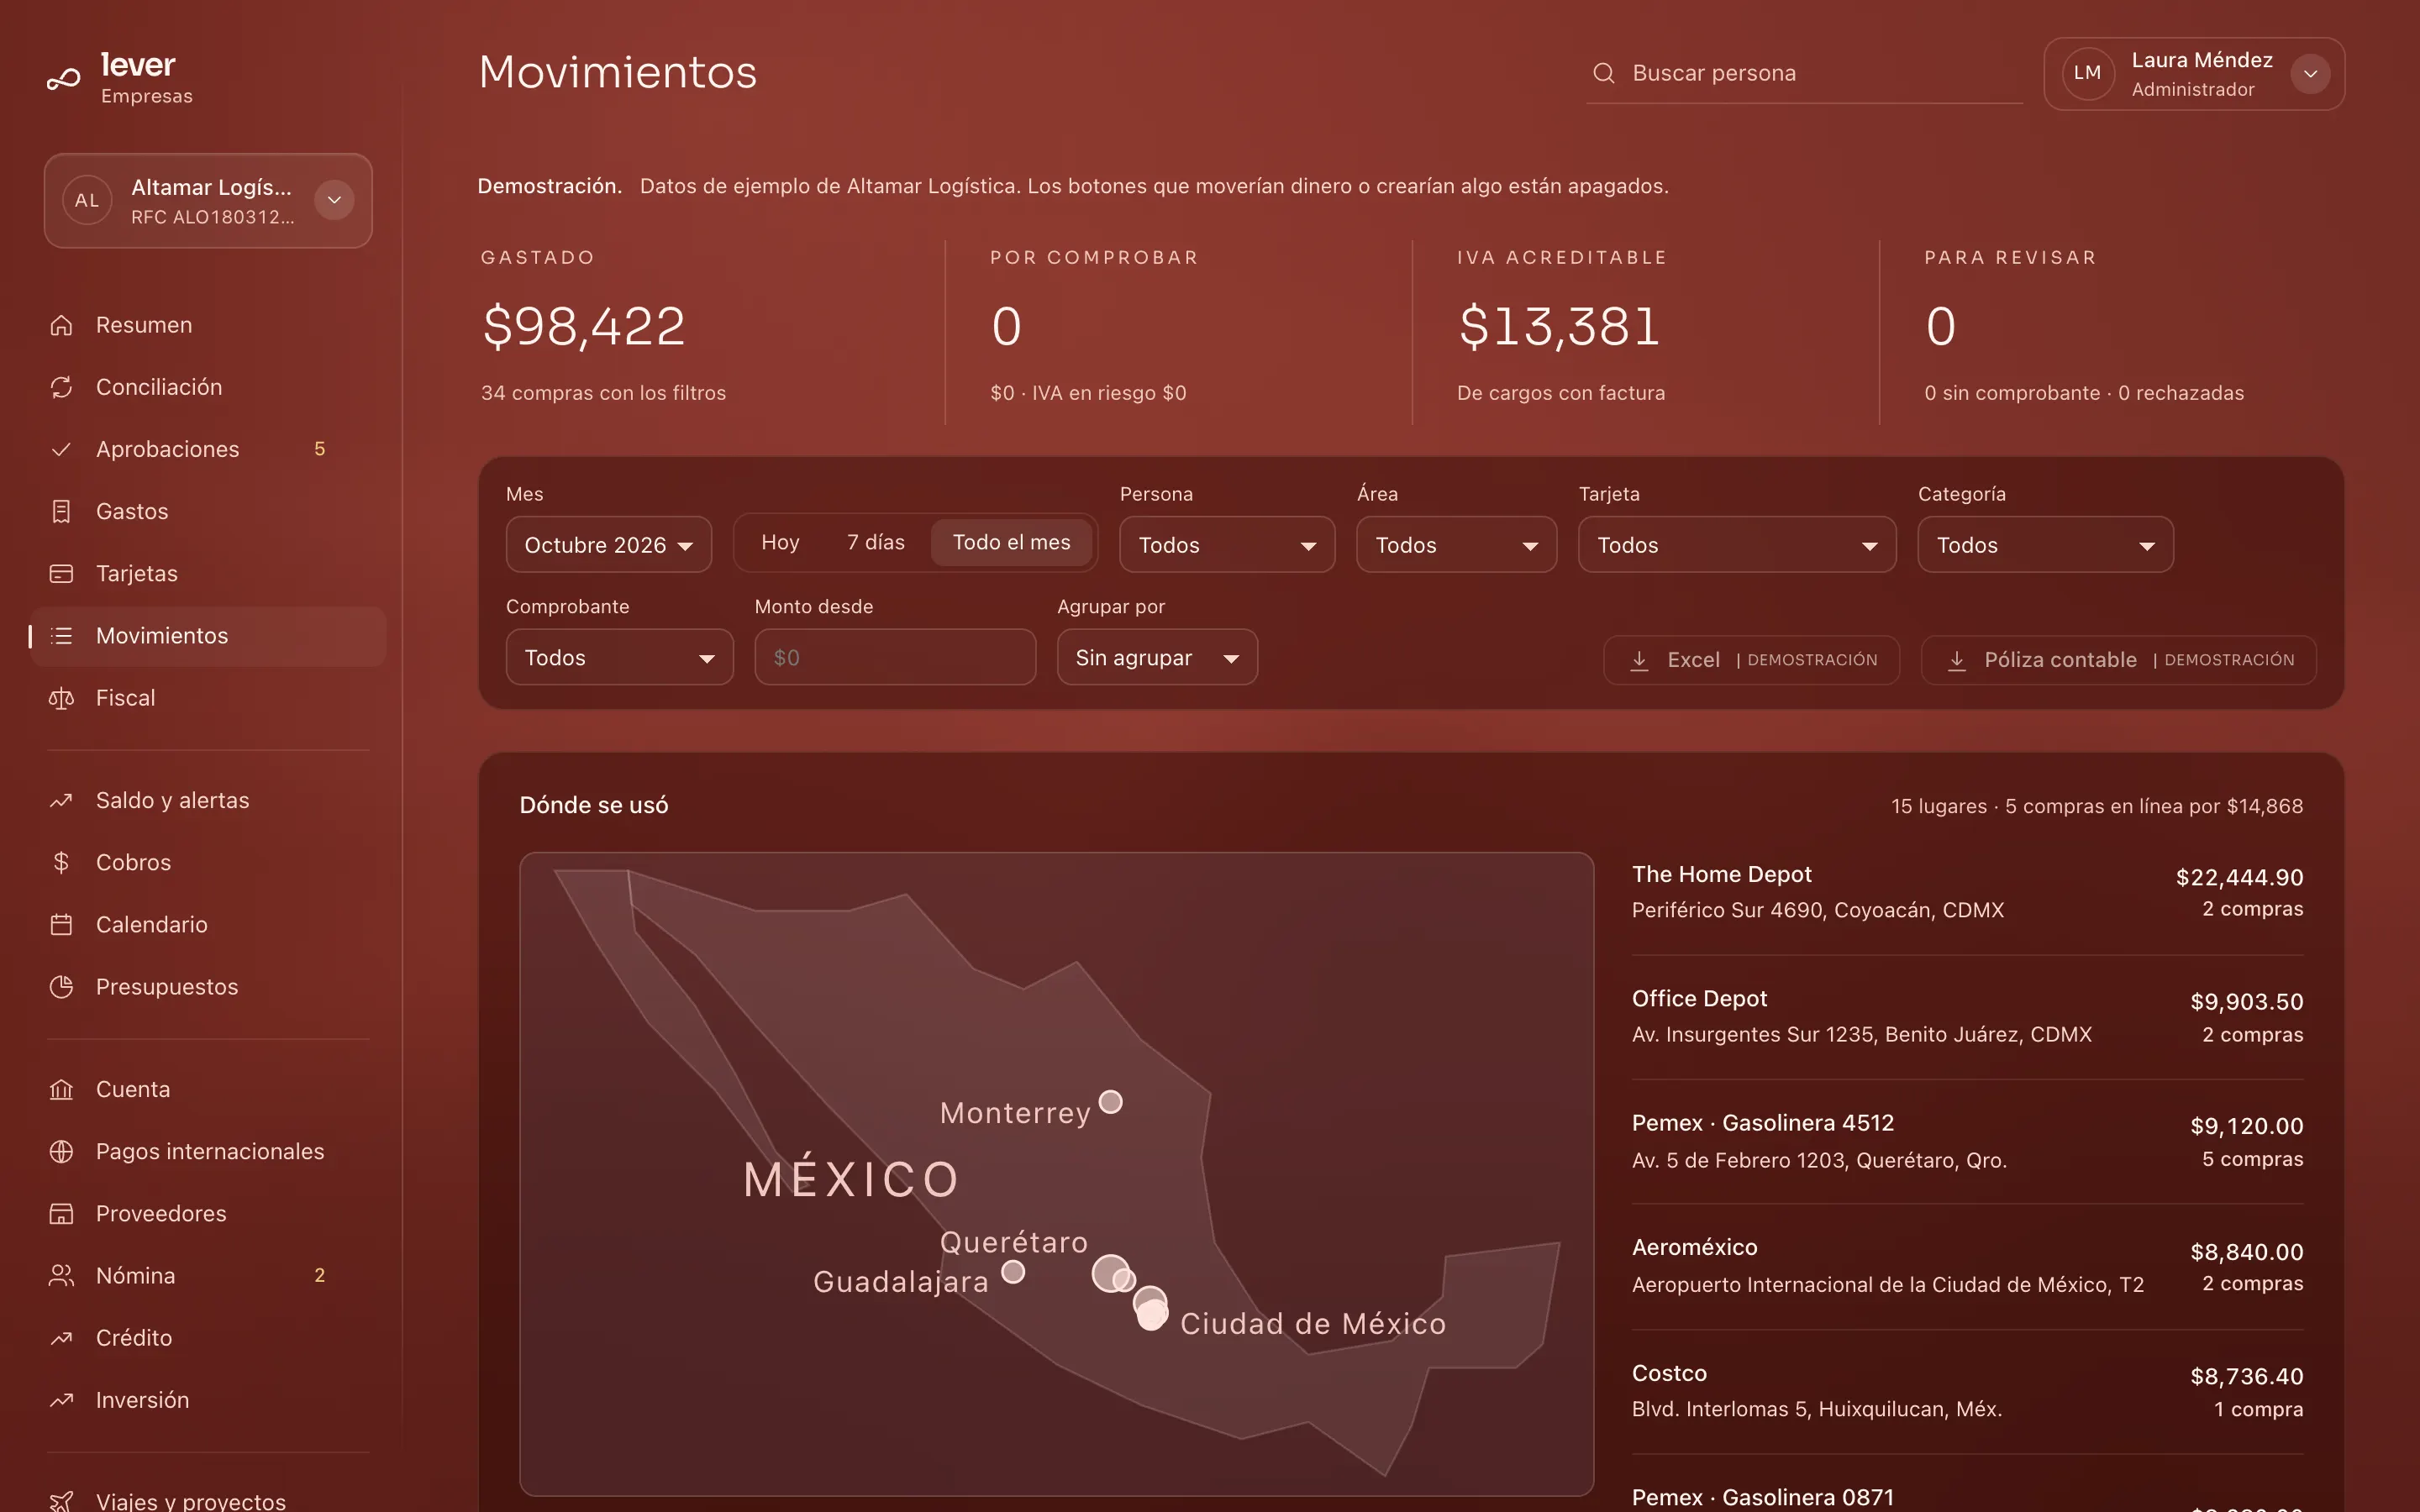 lever
Empresas
AL
Altamar Logís...
RFC ALO180312...
Resumen
Conciliación
Aprobaciones 5
Gastos
Tarjetas
Movimientos
Fiscal
Saldo y alertas
Cobros
Calendario
Presupuestos
Cuenta
Pagos internacionales
Proveedores
Nómina 2
Crédito
Inversión
Viajes y proyectos
Movimientos
Buscar persona
LM
Laura Méndez
Administrador
Demostración. Datos de ejemplo de Altamar Logística. Los botones que moverían dinero o crearían algo están apagados.
GASTADO
$98,422
34 compras con los filtros
POR COMPROBAR
0
$0 · IVA en riesgo $0
IVA ACREDITABLE
$13,381
De cargos con factura
PARA REVISAR
0
0 sin comprobante · 0 rechazadas
Mes
Octubre 2026
Hoy 7 días Todo el mes
Persona
Todos
Área
Todos
Tarjeta
Todos
Categoría
Todos
Comprobante
Todos
Monto desde
$0
Agrupar por
Sin agrupar
Excel | DEMOSTRACIÓN
Póliza contable | DEMOSTRACIÓN
Dónde se usó
15 lugares · 5 compras en línea por $14,868
Monterrey
MÉXICO
Querétaro
Guadalajara
Ciudad de México
The Home Depot $22,444.90
Periférico Sur 4690, Coyoacán, CDMX 2 compras
Office Depot $9,903.50
Av. Insurgentes Sur 1235, Benito Juárez, CDMX 2 compras
Pemex · Gasolinera 4512 $9,120.00
Av. 5 de Febrero 1203, Querétaro, Qro. 5 compras
Aeroméxico $8,840.00
Aeropuerto Internacional de la Ciudad de México, T2 2 compras
Costco $8,736.40
Blvd. Interlomas 5, Huixquilucan, Méx. 1 compra
Pemex · Gasolinera 0871